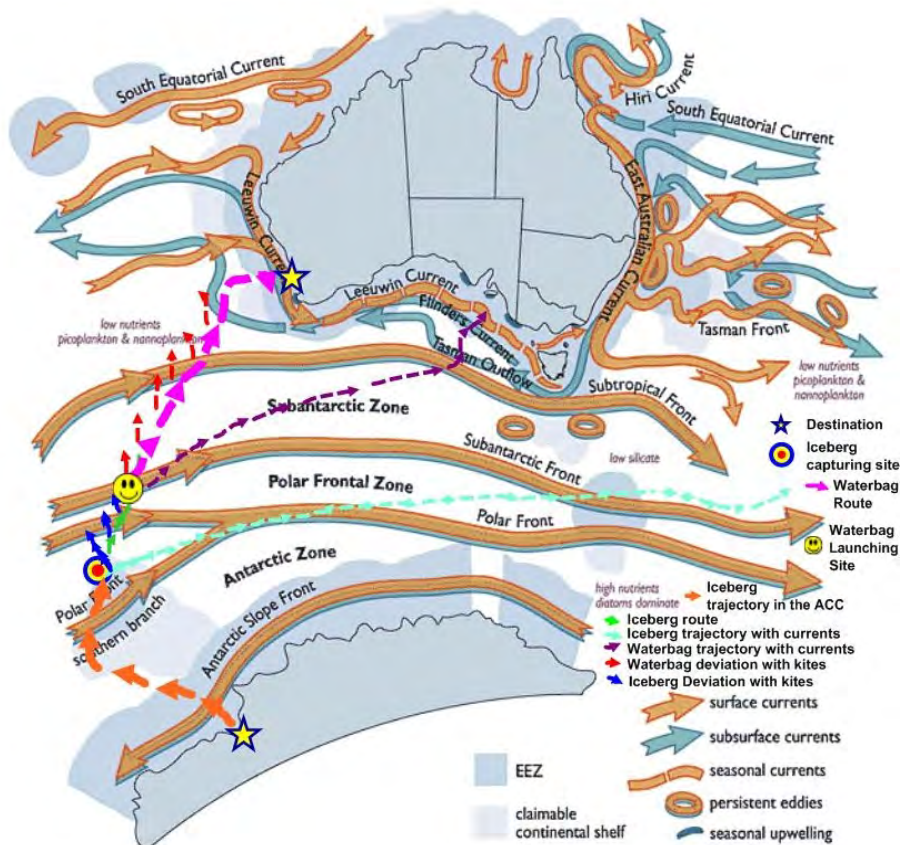 South Equatorial Current
Hiri Current
South Equatorial Current
Leeuwin Current
East Australian Current
Leeuwin Current
Flinders Current
Tasman Outflow
Tasman Front
low nutrients
picoplankton & nannoplankton
low nutrients
picoplankton &
nannoplankton
Subtropical Front
Subantarctic Zone
Subantarctic Front
low silicate
Polar Frontal Zone
Polar Front
Antarctic Zone
Polar Front
southern branch
Antarctic Slope Front
high nutrients
diatoms dominate
Destination
Iceberg
capturing site
Waterbag
Route
Waterbag
Launching
Site
Iceberg
trajectory in the ACC
Iceberg route
Iceberg trajectory with currents
Waterbag trajectory with currents
Waterbag deviation with kites
Iceberg Deviation with kites
surface currents
subsurface currents
seasonal currents
persistent eddies
seasonal upwelling
EEZ
claimable
continental shelf